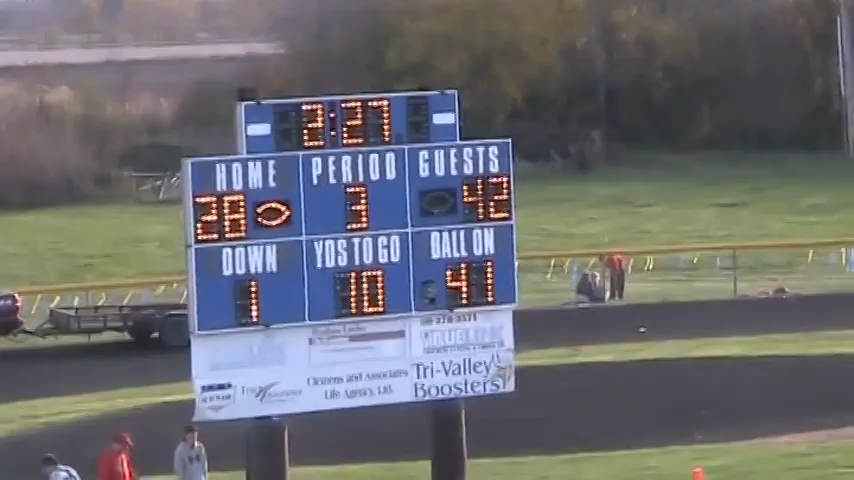 2:27
HOME PERIOD GUESTS
28 3 42
DOWN YDS TO GO BALL ON
1 10 41
Clemens and Associates
Life Agency, Ltd.
Tri-Valley
Boosters